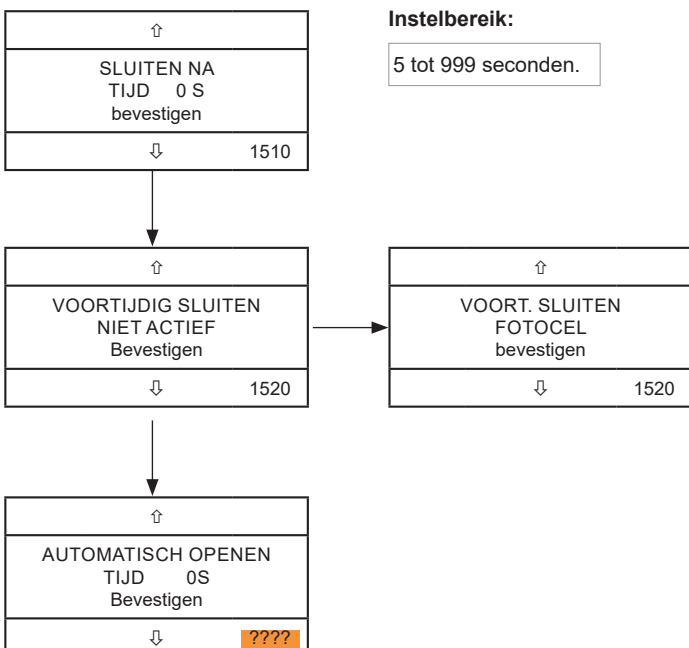 ⇧
Instelbereik:
SLUITEN NA
TIJD 0 S
bevestigen
5 tot 999 seconden.
⇩ 1510
⇧
VOORTIJDIG SLUITEN
NIET ACTIEF
Bevestigen
⇩ 1520
⇧
VOORT. SLUITEN
FOTOCEL
bevestigen
⇩ 1520
⇧
AUTOMATISCH OPENEN
TIJD 0S
Bevestigen
⇩ ????